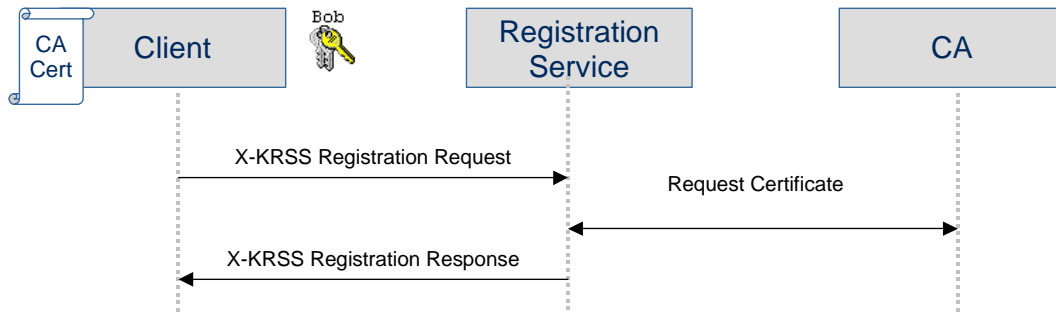 CA
Cert
Client
Bob
Registration
Service
CA
X-KRSS Registration Request
Request Certificate
X-KRSS Registration Response